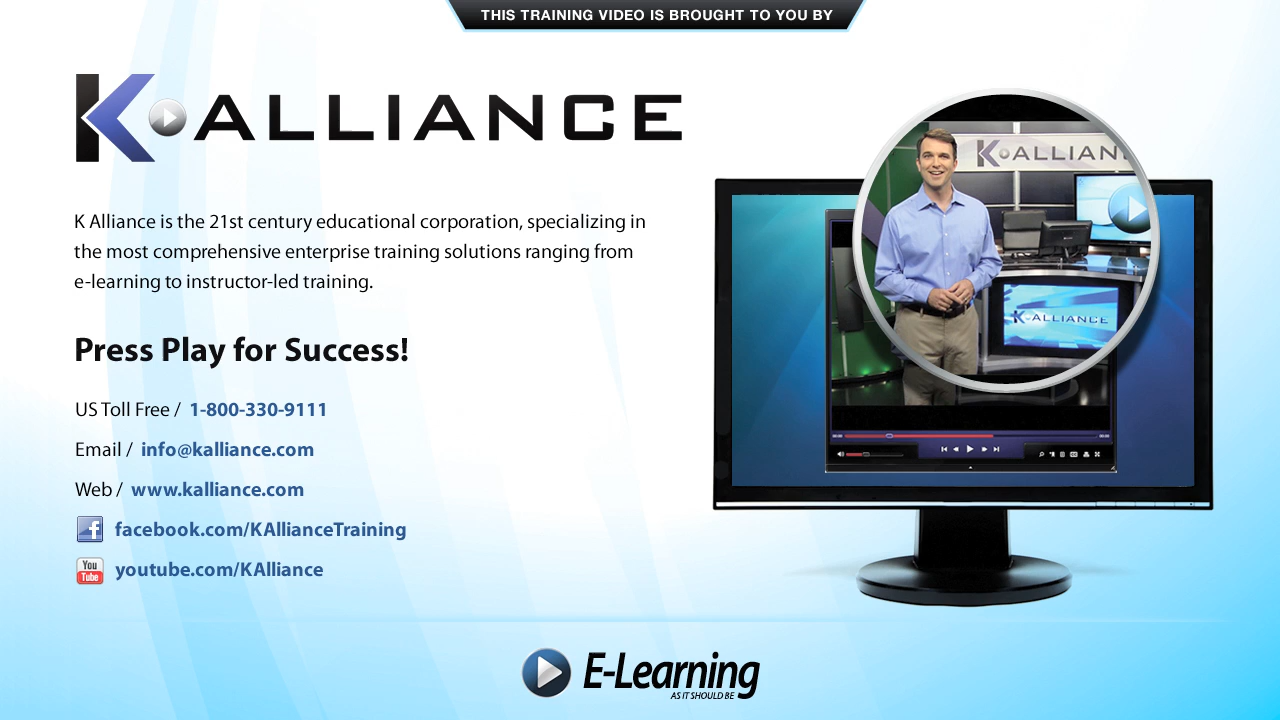 THIS TRAINING VIDEO IS BROUGHT TO YOU BY
K ALLIANCE
K ALLIAN
K Alliance is the 21st century educational corporation, specializing in
the most comprehensive enterprise training solutions ranging from
e-learning to instructor-led training.
K ALLIANCE
Press Play for Success!
US Toll Free / 1-800-330-9111
Email / info@kalliance.com
Web / www.kalliance.com
facebook.com/KAllianceTraining
You
Tube
youtube.com/KAlliance
E-Learning
AS IT SHOULD BE